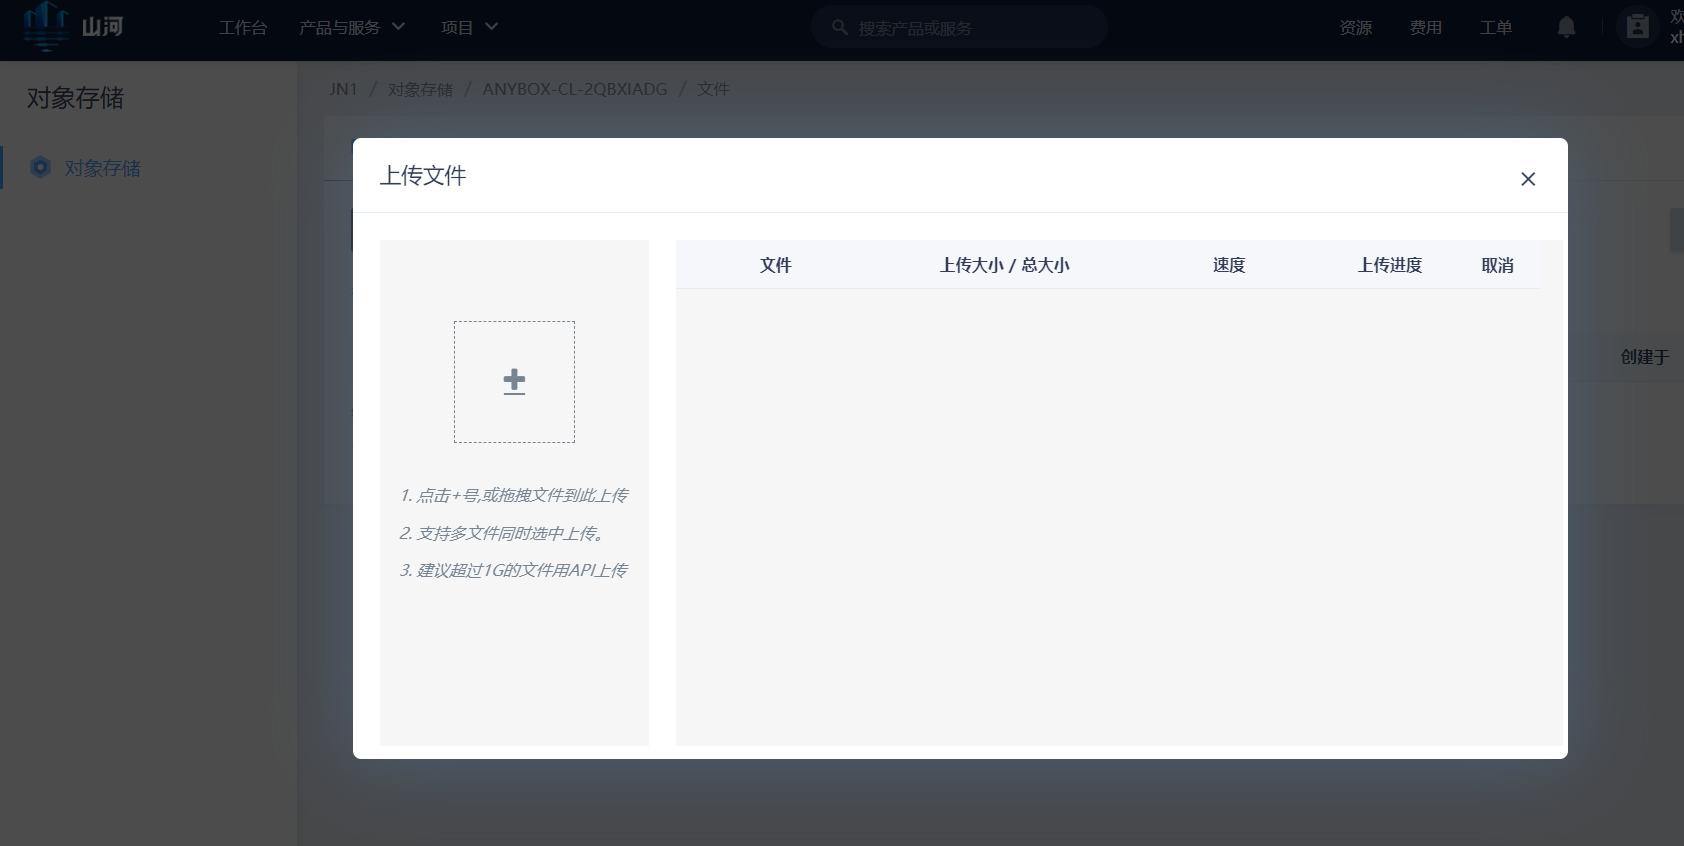 山河
工作台 产品与服务 项目 搜索产品或服务 资源 费用 工单
对象存储
JN1 / 对象存储 / ANYBOX-CL-2QBXIADG / 文件
对象存储
上传文件
文件 上传大小 / 总大小 速度 上传进度 取消
创建于
1. 点击+号,或拖拽文件到此上传
2. 支持多文件同时选中上传。
3. 建议超过1G的文件用API上传